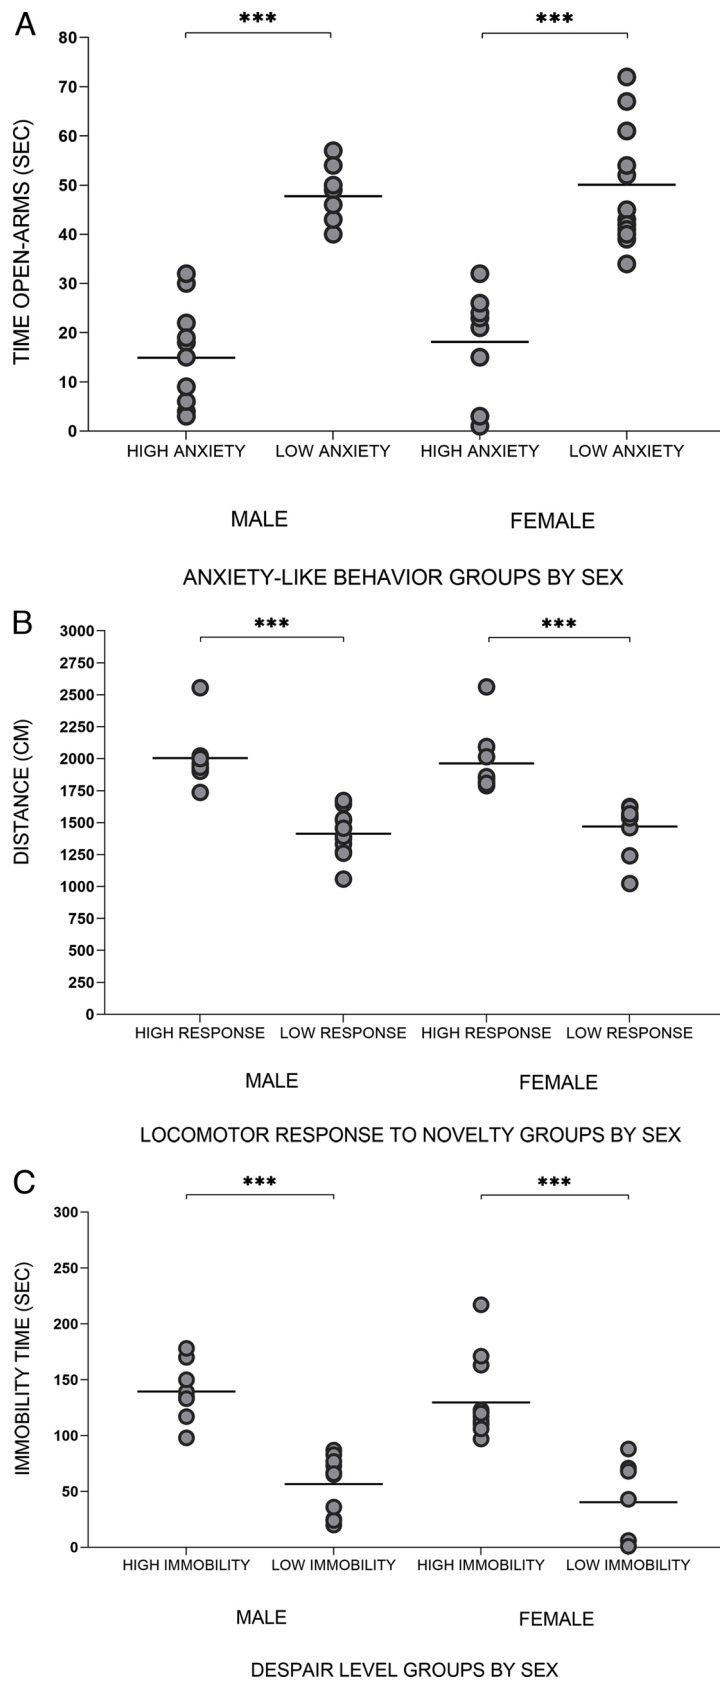 A
*** ***
80
70
60
50
40
30
20
10
0
TIME OPEN-ARMS (SEC)
HIGH ANXIETY LOW ANXIETY HIGH ANXIETY LOW ANXIETY
MALE FEMALE
ANXIETY-LIKE BEHAVIOR GROUPS BY SEX
B
*** ***
3000
2750
2500
2250
2000
1750
1500
1250
1000
750
500
250
0
DISTANCE (CM)
HIGH RESPONSE LOW RESPONSE HIGH RESPONSE LOW RESPONSE
MALE FEMALE
LOCOMOTOR RESPONSE TO NOVELTY GROUPS BY SEX
C
*** ***
300
250
200
150
100
50
0
IMMOBILITY TIME (SEC)
HIGH IMMOBILITY LOW IMMOBILITY HIGH IMMOBILITY LOW IMMOBILITY
MALE FEMALE
DESPAIR LEVEL GROUPS BY SEX